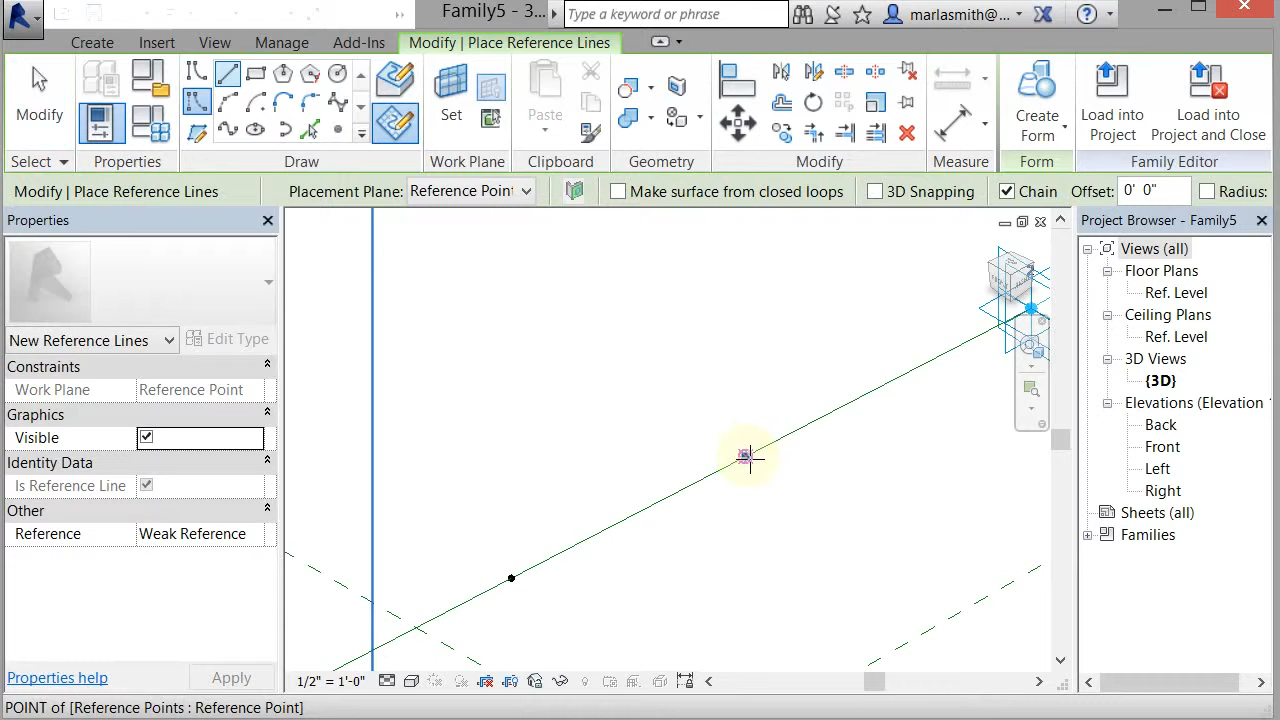 Family5 - 3...
Type a keyword or phrase
marlasmith@...
Create
Insert
View
Manage
Add-Ins
Modify | Place Reference Lines
Modify
Paste
Set
Create
Form
Load into
Project
Load into
Project and Close
Select
Properties
Draw
Work Plane
Clipboard
Geometry
Modify
Measure
Form
Family Editor
Modify | Place Reference Lines
Placement Plane:
Reference Point
Make surface from closed loops
3D Snapping
Chain
Offset:
0' 0"
Radius:
Properties
New Reference Lines
Edit Type
Constraints
Work Plane
Reference Point
Graphics
Visible
Identity Data
Is Reference Line
Other
Reference
Weak Reference
Properties help
Apply
Project Browser - Family5
Views (all)
Floor Plans
Ref. Level
Ceiling Plans
Ref. Level
3D Views
{3D}
Elevations (Elevation
Back
Front
Left
Right
Sheets (all)
Families
1/2" = 1'-0"
POINT of [Reference Points : Reference Point]